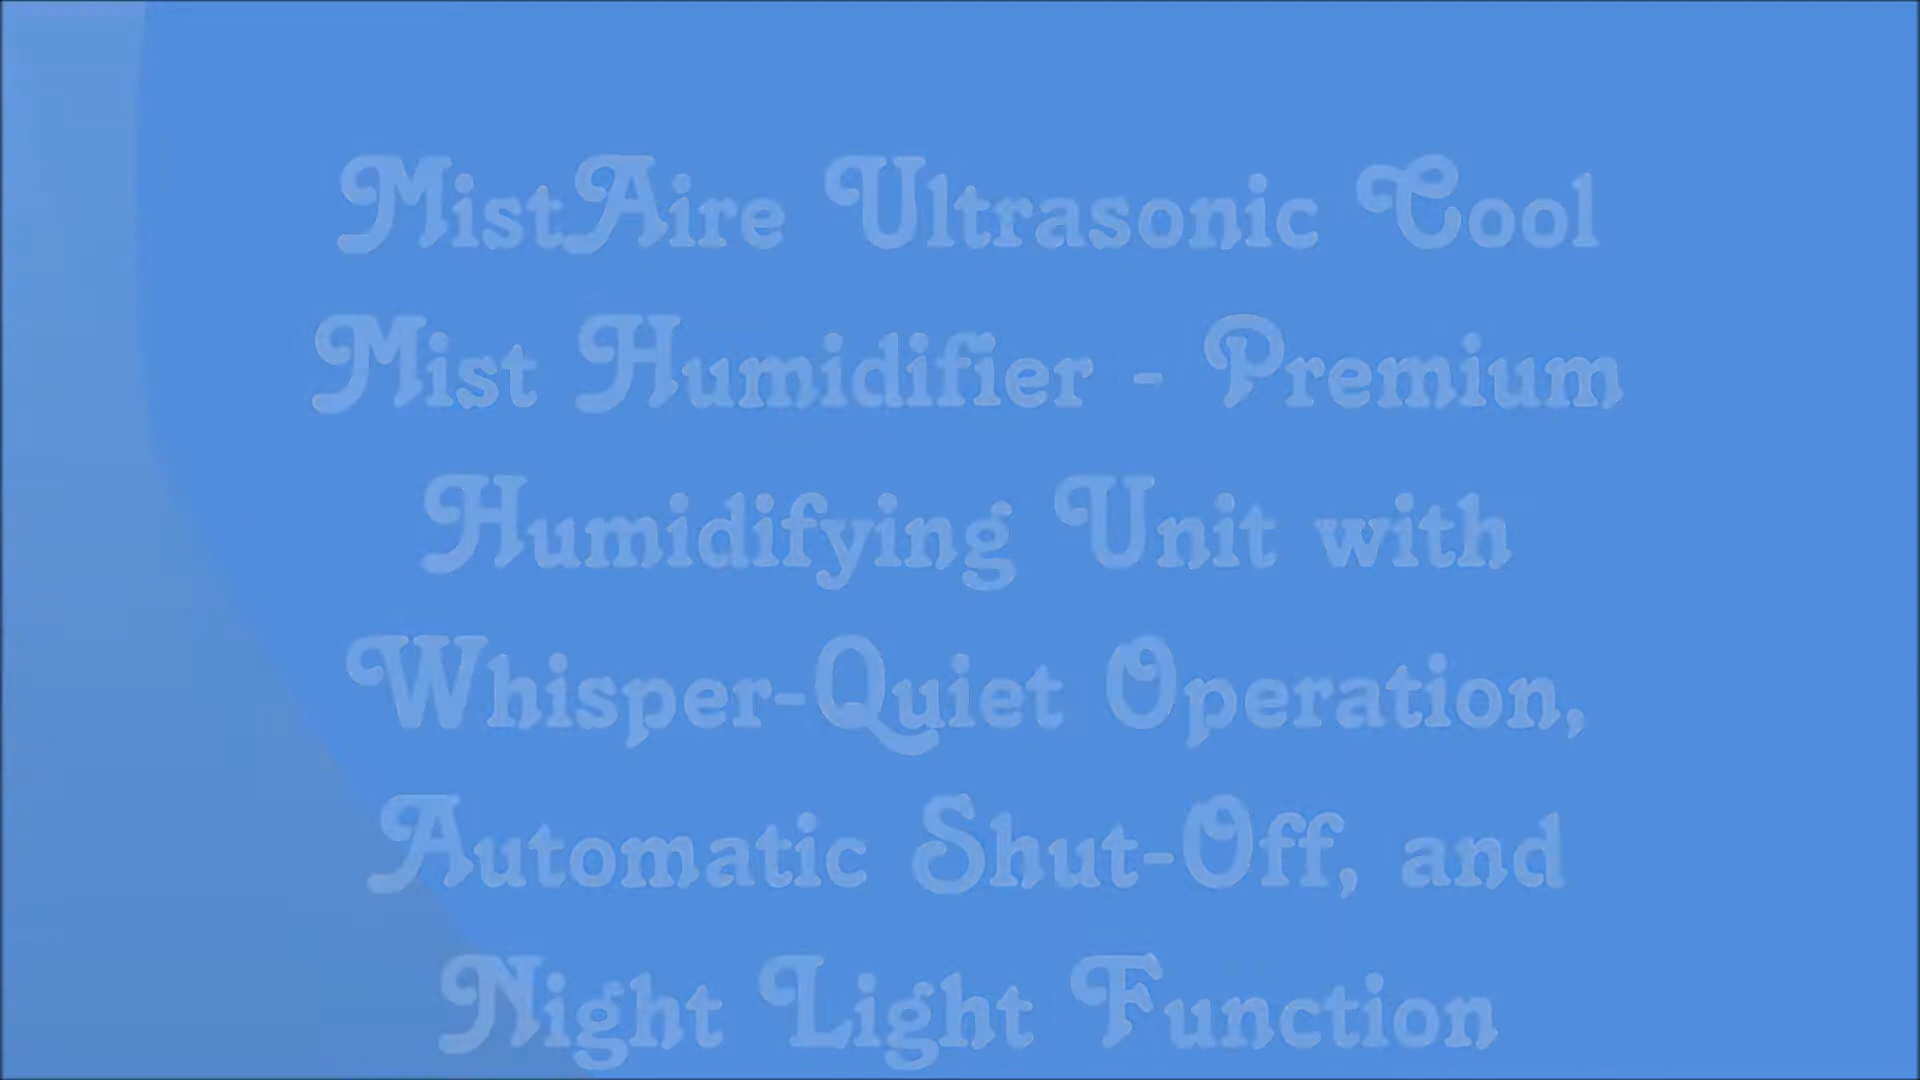 MistAire Ultrasonic Cool
Mist Humidifier - Premium
Humidifying Unit with
Whisper-Quiet Operation,
Automatic Shut-Off, and
Night Light Function